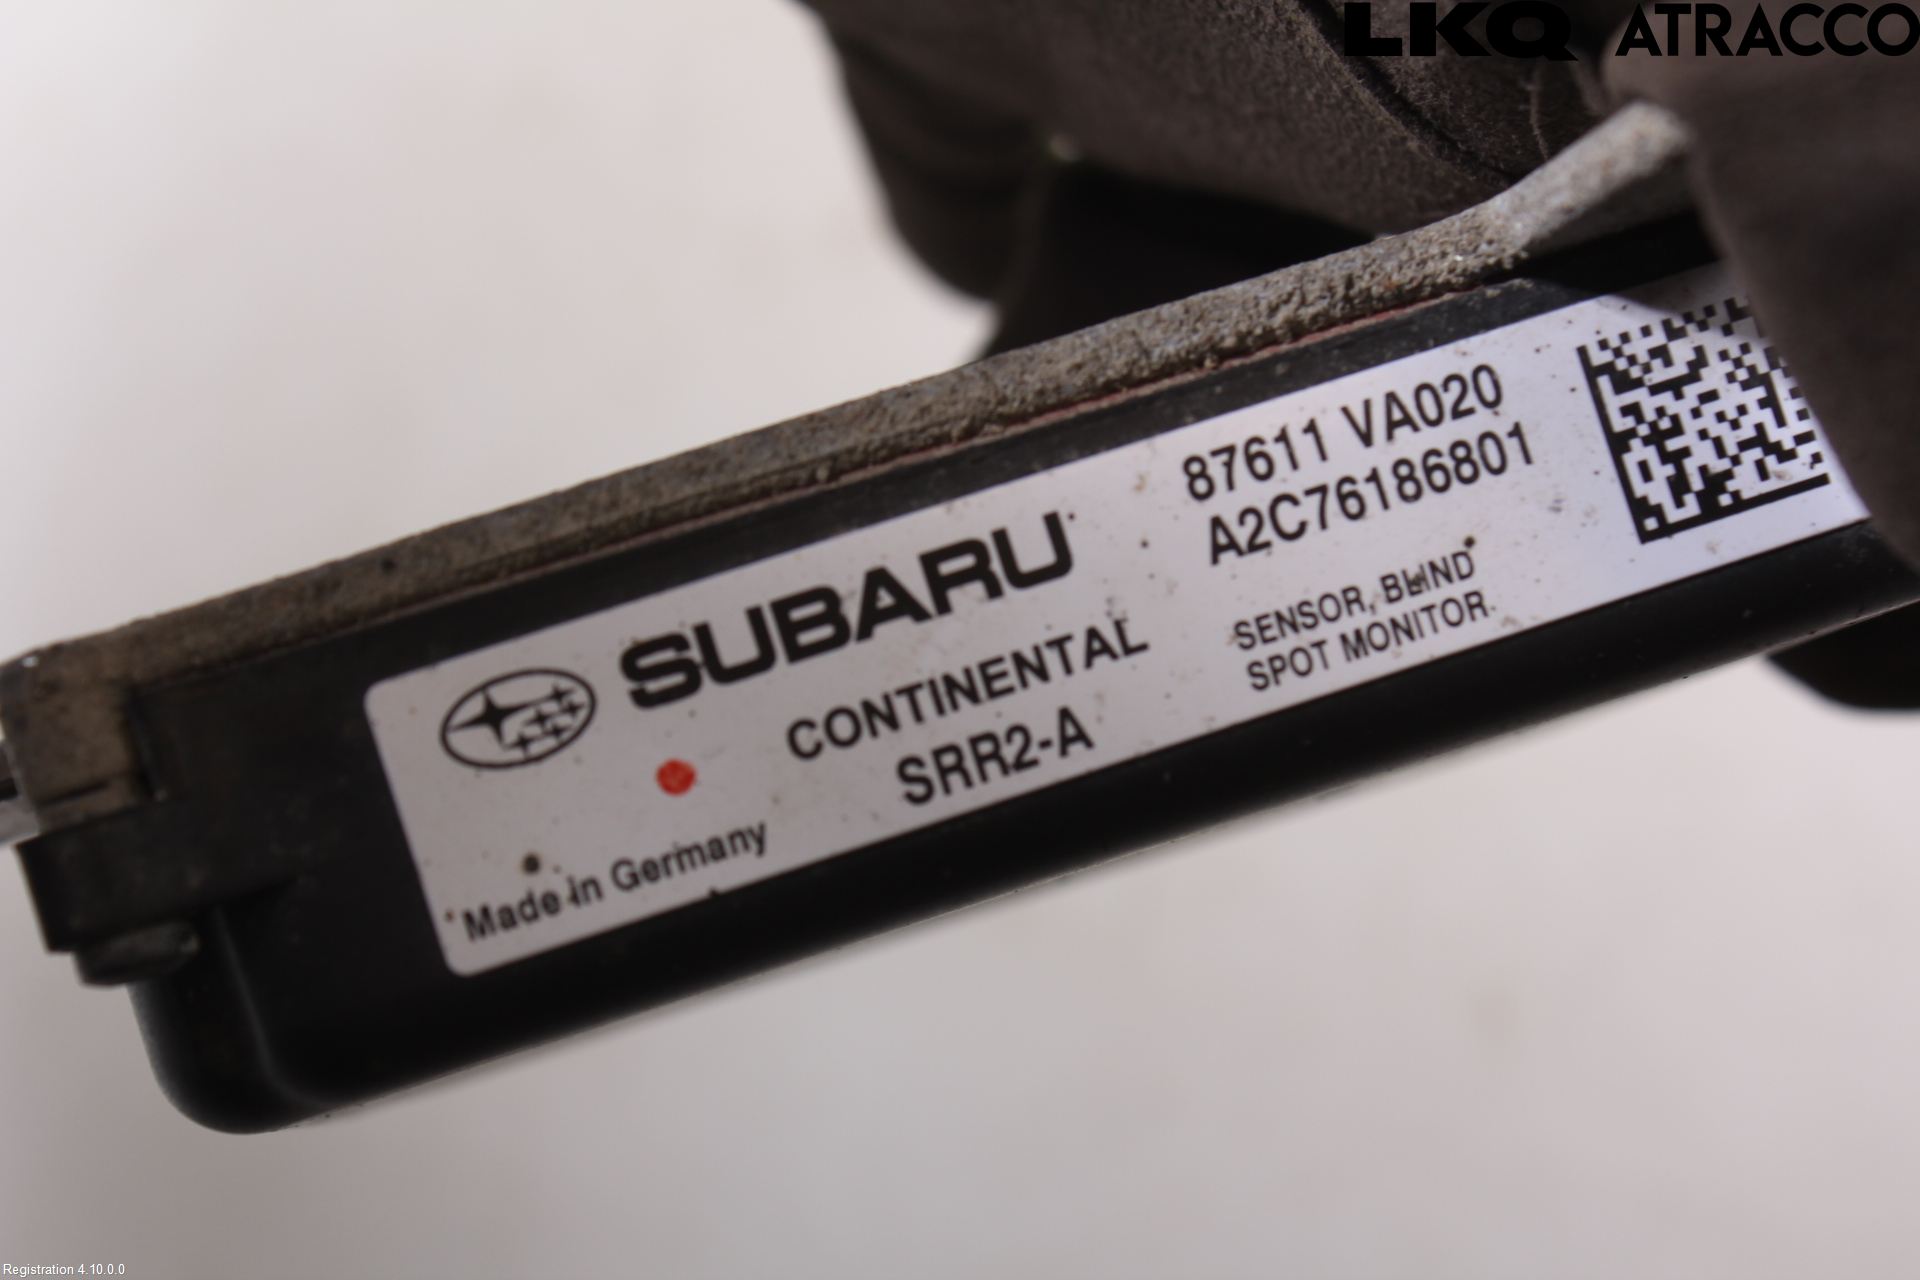 LKQ ATRACCO
87611 VA020
A2C76186801
SUBARU
SENSOR, BLIND
SPOT MONITOR
CONTINENTAL
SRR2-A
Made in Germany
Registration 4.10.0.0